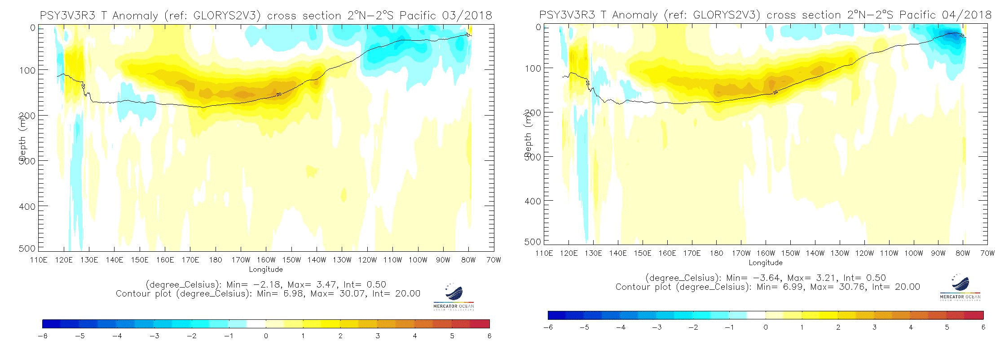 PSY3V3R3 T Anomaly (ref: GLORYS2V3) cross section 2°N−2°S Pacific 03/2018
0
100
200
300
400
500
Depth (m)
20
20
20
110E 120E 130E 140E 150E 160E 170E 180 170W 160W 150W 140W 130W 120W 110W 100W 90W 80W 70W
Longitude
(degree_Celsius): Min= −2.18, Max= 3.47, Int= 0.50
Contour plot (degree_Celsius): Min= 6.98, Max= 30.07, Int= 20.00
MERCATOR OCEAN
OCEAN FORECASTERS
−6 −5 −4 −3 −2 −1 0 1 2 3 4 5 6
PSY3V3R3 T Anomaly (ref: GLORYS2V3) cross section 2°N−2°S Pacific 04/2018
0
100
200
300
400
500
Depth (m)
20
20
20
110E 120E 130E 140E 150E 160E 170E 180 170W 160W 150W 140W 130W 120W 110W 100W 90W 80W 70W
Longitude
(degree_Celsius): Min= −3.64, Max= 3.21, Int= 0.50
Contour plot (degree_Celsius): Min= 6.99, Max= 30.76, Int= 20.00
MERCATOR OCEAN
OCEAN FORECASTERS
−6 −5 −4 −3 −2 −1 0 1 2 3 4 5 6